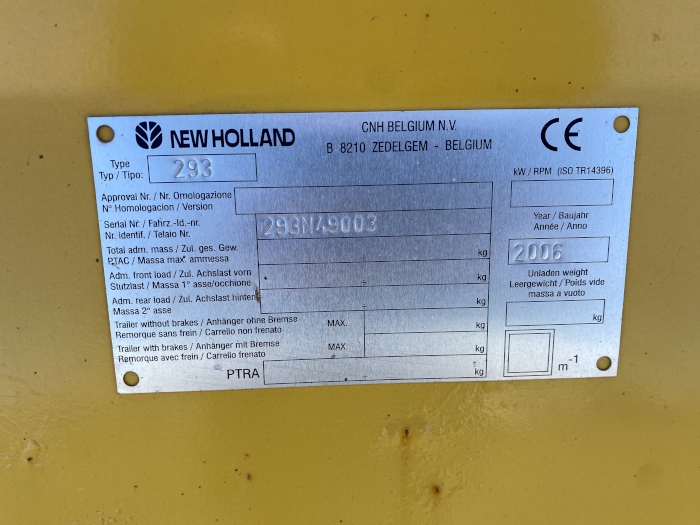 NEW HOLLAND
CNH BELGIUM N.V.
B 8210 ZEDELGEM - BELGIUM
CE
Type
Typ / Tipo:
293
kW / RPM (ISO TR14396)
Approval Nr. / Nr. Omologazione
N° Homologacion / Version
Serial Nr. / Fahrz.-Id.-nr.
Nr. identif. / Telaio Nr.
293M49003
Year / Baujahr
Année / Anno
2006
Total adm. mass / Zul. ges. Gew.
PTAC / Massa max. ammessa
kg
Adm. front load / Zul. Achslast vorn
Stutzlast / Massa 1° asse/occhione
kg
Unladen weight
Leergewicht / Poids vide
massa a vuoto
kg
Adm. rear load / Zul. Achslast hinten
Massa 2° asse
kg
Trailer without brakes / Anhänger ohne Bremse
Remorque sans frein / Carrello non frenato
MAX.
kg
Trailer with brakes / Anhänger mit Bremse
Remorque avec frein / Carrello frenato
MAX.
kg
m-1
PTRA
kg